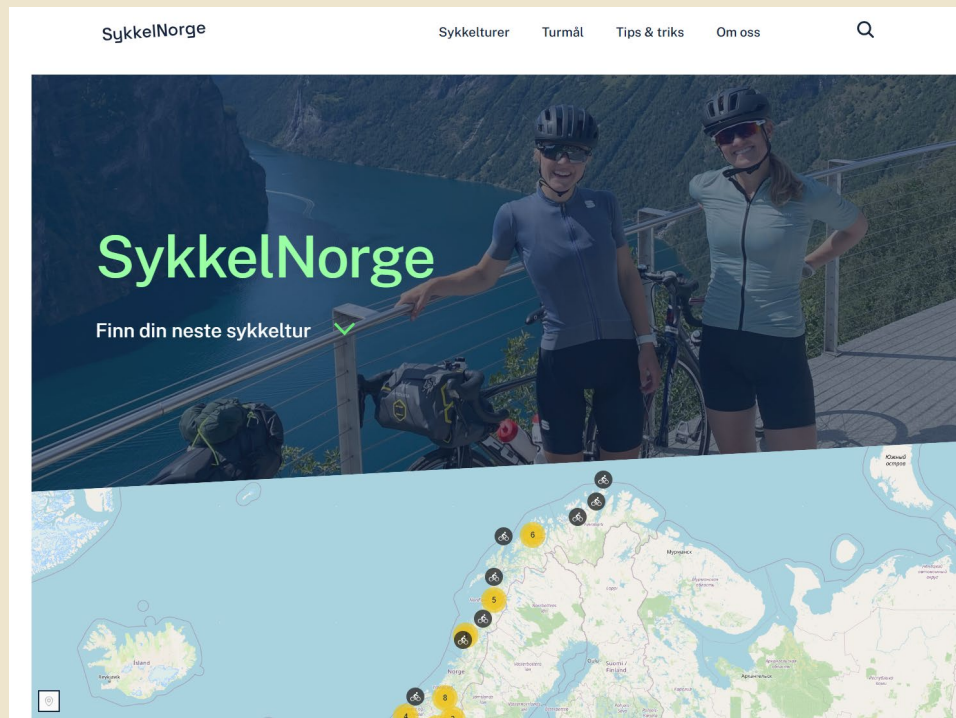 SykkelNorge
Sykkelturer Turmål Tips & triks Om oss
SykkelNorge
Finn din neste sykkeltur
Южный
остров
6
Мурманск
5
Island
Reykjavik
Norge
Suomi /
Finland
Архангельск
8
4